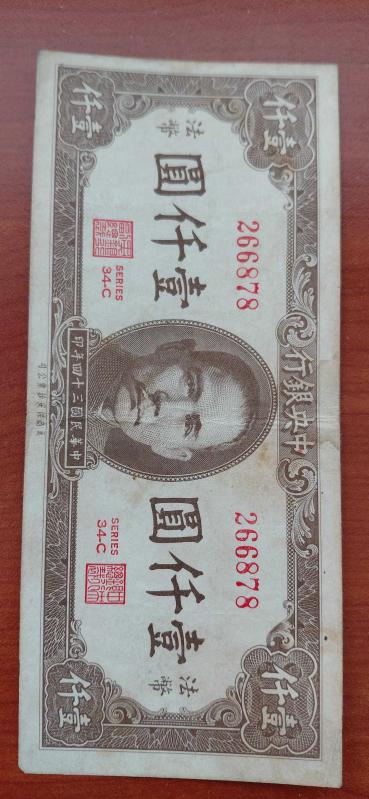 中央銀行
壹仟
壹仟
266878
266878
法幣
壹仟圓
壹仟圓
法幣
SERIES
34-C
SERIES
34-C
中華民國三十四年印
壹仟
壹仟